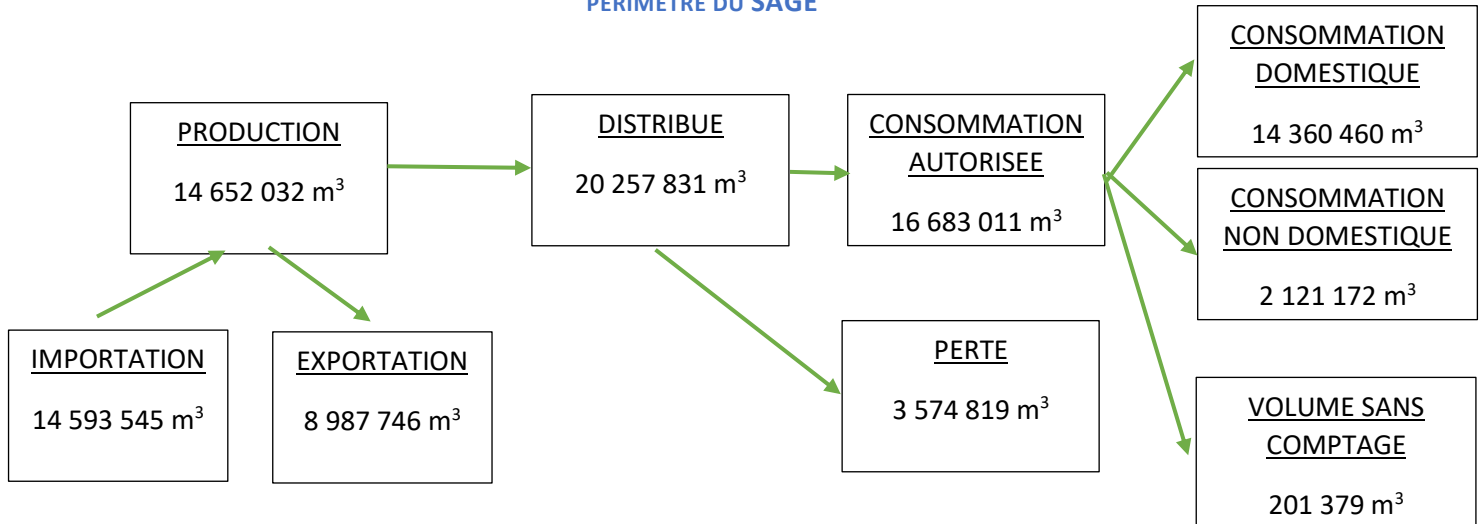 PERIMETRE DU SAGE
PRODUCTION
14 652 032 m³
DISTRIBUE
20 257 831 m³
CONSOMMATION
AUTORISEE
16 683 011 m³
CONSOMMATION
DOMESTIQUE
14 360 460 m³
CONSOMMATION
NON DOMESTIQUE
2 121 172 m³
IMPORTATION
14 593 545 m³
EXPORTATION
8 987 746 m³
PERTE
3 574 819 m³
VOLUME SANS
COMPTAGE
201 379 m³